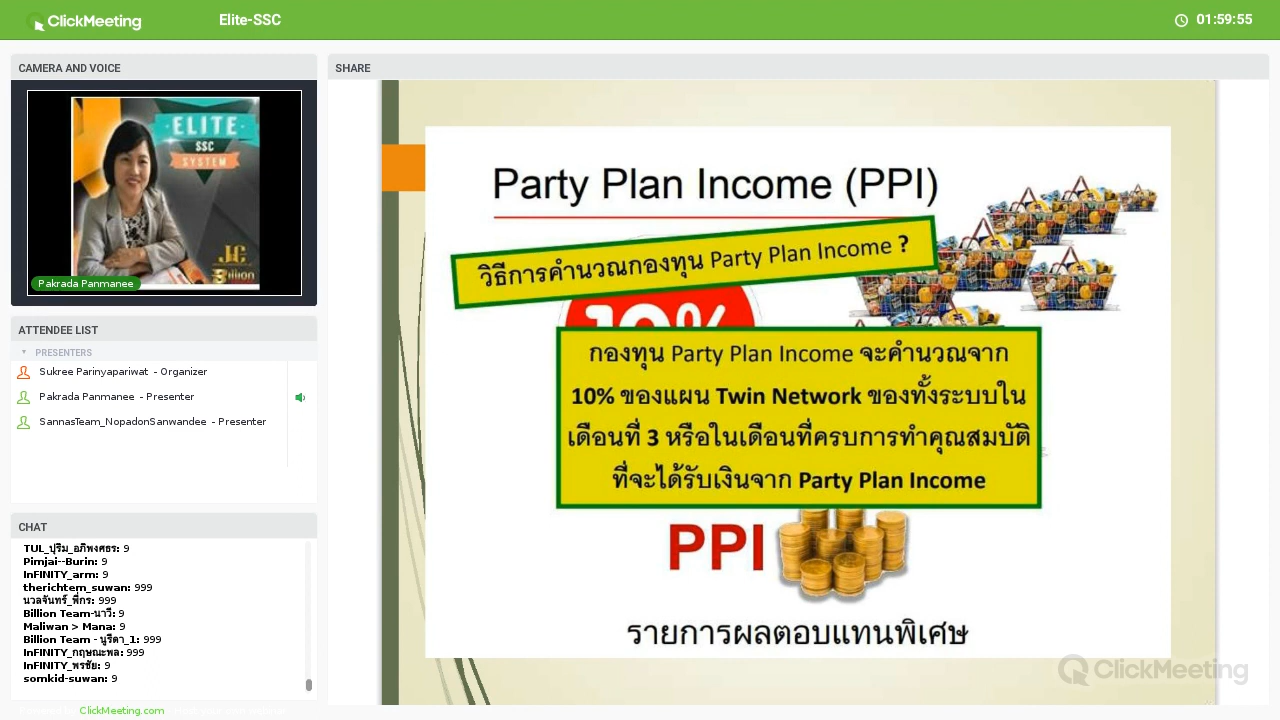 ClickMeeting
Elite-SSC
01:59:55
CAMERA AND VOICE
ELITE
SSC
SYSTEM
Billion
Pakrada Panmanee
ATTENDEE LIST
PRESENTERS
Sukree Parinyapariwat - Organizer
Pakrada Panmanee - Presenter
SannasTeam_NopadonSanwandee - Presenter
CHAT
TUL_ปุริม_อภิพงศธร: 9
Pimjai--Burin: 9
InFINITY_arm: 9
therichtem_suwan: 999
นวลจันทร์_พี่กร: 999
Billion Team-นาวี: 9
Maliwan > Mana: 9
Billion Team - นูรีดา_1: 999
InFINITY_กฤษณะพล: 999
InFINITY_พรชัย: 9
somkid-suwan: 9
ClickMeeting.com
SHARE
Party Plan Income (PPI)
วิธีการคำนวณกองทุน Party Plan Income ?
10%
กองทุน Party Plan Income จะคำนวณจาก
10% ของแผน Twin Network ของทั้งระบบใน
เดือนที่ 3 หรือในเดือนที่ครบการทำคุณสมบัติ
ที่จะได้รับเงินจาก Party Plan Income
PPI
รายการผลตอบแทนพิเศษ
ClickMeeting